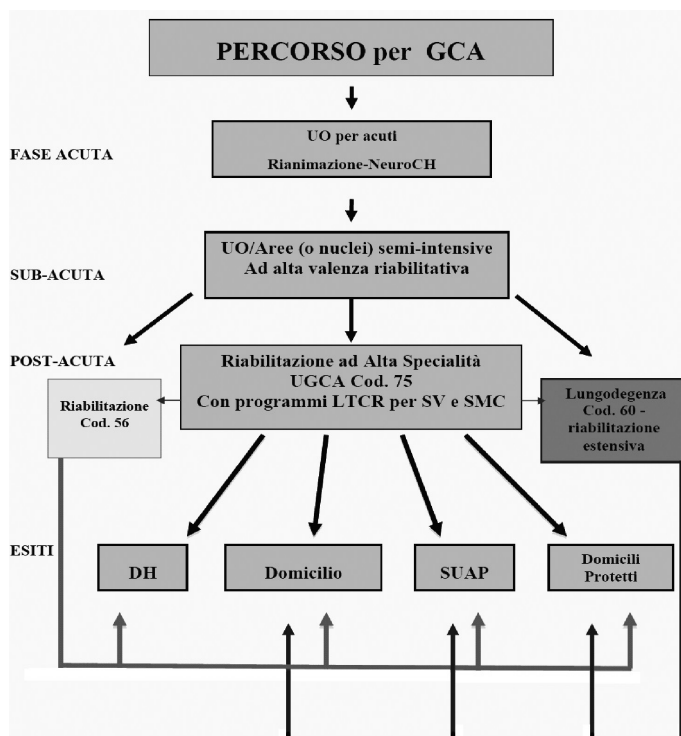 PERCORSO per GCA
FASE ACUTA
UO per acuti
Rianimazione-NeuroCH
SUB-ACUTA
UO/Aree (o nuclei) semi-intensive
Ad alta valenza riabilitativa
POST-ACUTA
Riabilitazione ad Alta Specialità
UGCA Cod. 75
Con programmi LTCR per SV e SMC
Riabilitazione
Cod. 56
Lungodegenza
Cod. 60 -
riabilitazione
estensiva
ESITI
DH
Domicilio
SUAP
Domicili
Protetti